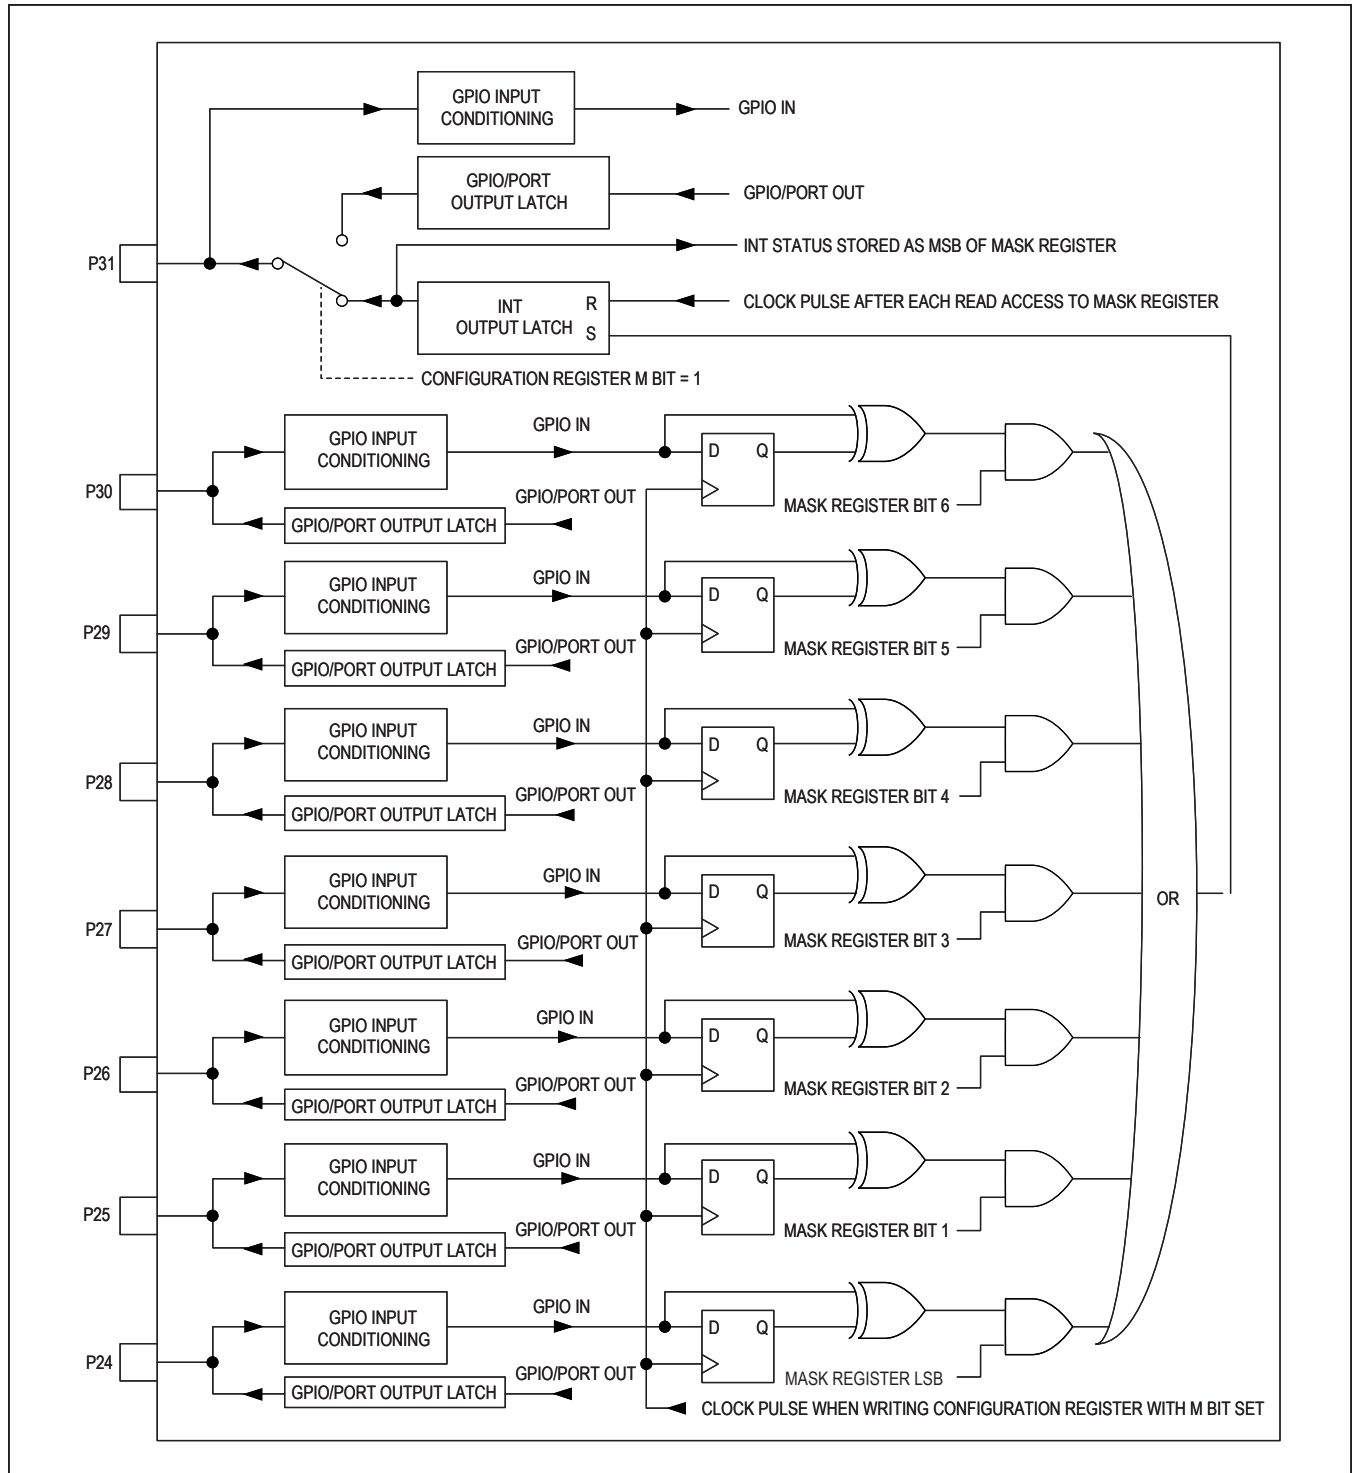 GPIO INPUT
CONDITIONING
GPIO IN
GPIO/PORT
OUTPUT LATCH
GPIO/PORT OUT
INT STATUS STORED AS MSB OF MASK REGISTER
P31
INT
OUTPUT LATCH
R
S
CLOCK PULSE AFTER EACH READ ACCESS TO MASK REGISTER
CONFIGURATION REGISTER M BIT = 1
GPIO INPUT
CONDITIONING
GPIO IN
D Q
P30
GPIO/PORT OUT
MASK REGISTER BIT 6
GPIO/PORT OUTPUT LATCH
GPIO INPUT
CONDITIONING
GPIO IN
D Q
P29
GPIO/PORT OUT
MASK REGISTER BIT 5
GPIO/PORT OUTPUT LATCH
GPIO INPUT
CONDITIONING
GPIO IN
D Q
P28
GPIO/PORT OUT
MASK REGISTER BIT 4
GPIO/PORT OUTPUT LATCH
GPIO INPUT
CONDITIONING
GPIO IN
D Q
OR
P27
GPIO/PORT OUT
MASK REGISTER BIT 3
GPIO/PORT OUTPUT LATCH
GPIO INPUT
CONDITIONING
GPIO IN
D Q
P26
GPIO/PORT OUT
MASK REGISTER BIT 2
GPIO/PORT OUTPUT LATCH
GPIO INPUT
CONDITIONING
GPIO IN
D Q
P25
GPIO/PORT OUT
MASK REGISTER BIT 1
GPIO/PORT OUTPUT LATCH
GPIO INPUT
CONDITIONING
GPIO IN
D Q
P24
GPIO/PORT OUT
MASK REGISTER LSB
GPIO/PORT OUTPUT LATCH
CLOCK PULSE WHEN WRITING CONFIGURATION REGISTER WITH M BIT SET